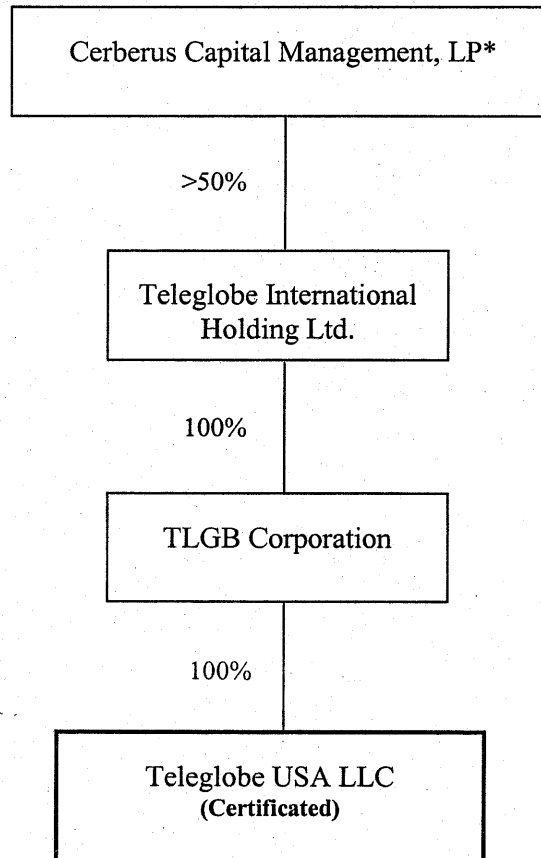 Cerberus Capital Management, LP*
>50%
Teleglobe International
Holding Ltd.
100%
TLGB Corporation
100%
Teleglobe USA LLC
(Certificated)